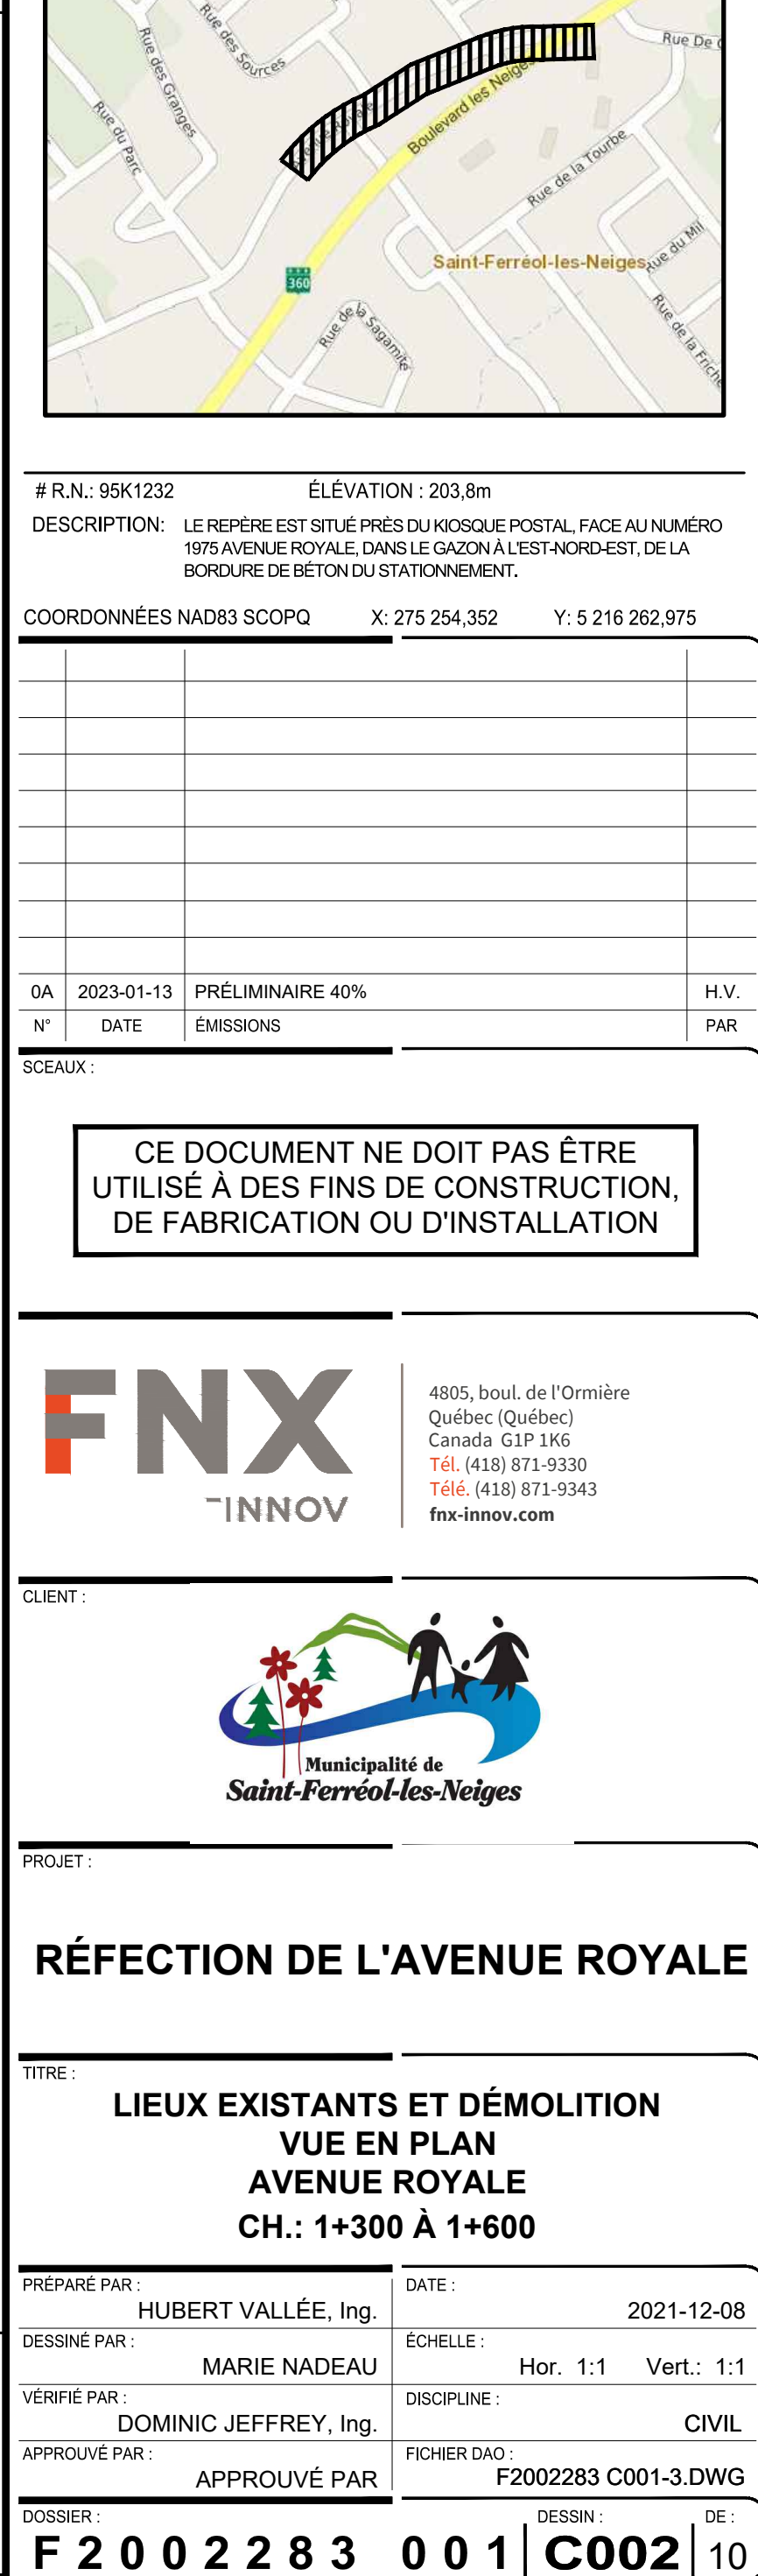 Rue des Sources
Rue des Granges
Rue du Parc
Boulevard les Neiges
Rue De
Rue de la Tourbe
Saint-Ferréol-les-Neiges
Rue du Mil
360
Rue de la Sagamité
Rue de la Friche
# R.N.: 95K1232 ÉLÉVATION : 203,8m
DESCRIPTION: LE REPÈRE EST SITUÉ PRÈS DU KIOSQUE POSTAL, FACE AU NUMÉRO
1975 AVENUE ROYALE, DANS LE GAZON À L'EST-NORD-EST, DE LA
BORDURE DE BÉTON DU STATIONNEMENT.
COORDONNÉES NAD83 SCOPQ X: 275 254,352 Y: 5 216 262,975
0A 2023-01-13 PRÉLIMINAIRE 40% H.V.
N° DATE ÉMISSIONS PAR
SCEAUX :
CE DOCUMENT NE DOIT PAS ÊTRE
UTILISÉ À DES FINS DE CONSTRUCTION,
DE FABRICATION OU D'INSTALLATION
FNX
INNOV
4805, boul. de l'Ormière
Québec (Québec)
Canada G1P 1K6
Tél. (418) 871-9330
Télé. (418) 871-9343
fnx-innov.com
CLIENT :
Municipalité de
Saint-Ferréol-les-Neiges
PROJET :
RÉFECTION DE L'AVENUE ROYALE
TITRE :
LIEUX EXISTANTS ET DÉMOLITION
VUE EN PLAN
AVENUE ROYALE
CH.: 1+300 À 1+600
PRÉPARÉ PAR : DATE :
HUBERT VALLÉE, Ing. 2021-12-08
DESSINÉ PAR : ÉCHELLE :
MARIE NADEAU Hor. 1:1 Vert.: 1:1
VÉRIFIÉ PAR : DISCIPLINE :
DOMINIC JEFFREY, Ing. CIVIL
APPROUVÉ PAR : FICHIER DAO :
APPROUVÉ PAR F2002283 C001-3.DWG
DOSSIER : DESSIN : DE :
F2002283 001 C002 10